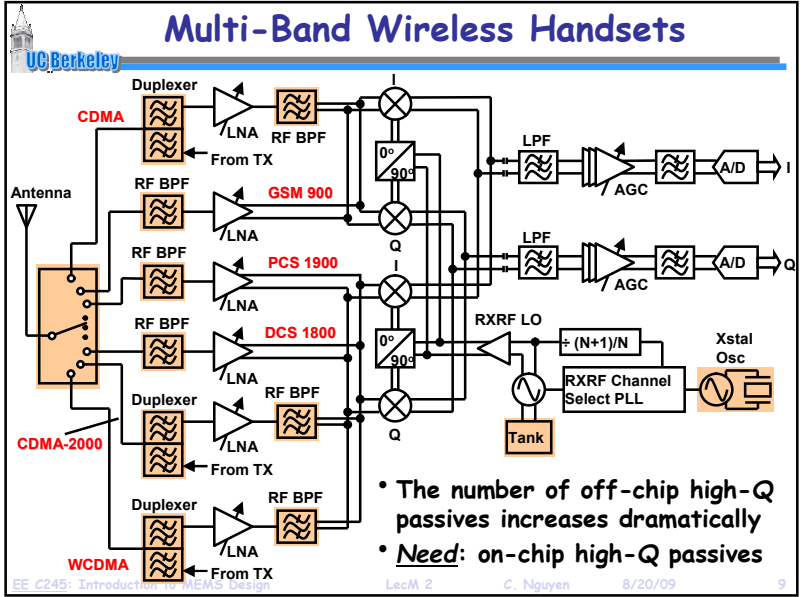 Multi-Band Wireless Handsets
UC Berkeley
Duplexer
I
CDMA
LNA
RF BPF
From TX
0o
90o
LPF
A/D
I
AGC
Antenna
RF BPF
GSM 900
LNA
Q
RF BPF
PCS 1900
I
LPF
A/D
Q
AGC
LNA
RF BPF
DCS 1800
LNA
0o
90o
RXRF LO
÷ (N+1)/N
Xstal
Osc
RXRF Channel
Select PLL
Tank
Duplexer
RF BPF
Q
CDMA-2000
LNA
From TX
Duplexer
RF BPF
LNA
WCDMA
From TX
• The number of off-chip high-Q
passives increases dramatically
• Need: on-chip high-Q passives
EE C245: Introduction to MEMS Design LecM 2 C. Nguyen 8/20/09 9